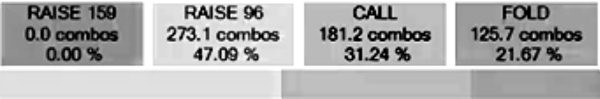 RAISE 159 RAISE 96 CALL FOLD
0.0 combos 273.1 combos 181.2 combos 125.7 combos
0.00 % 47.09 % 31.24 % 21.67 %